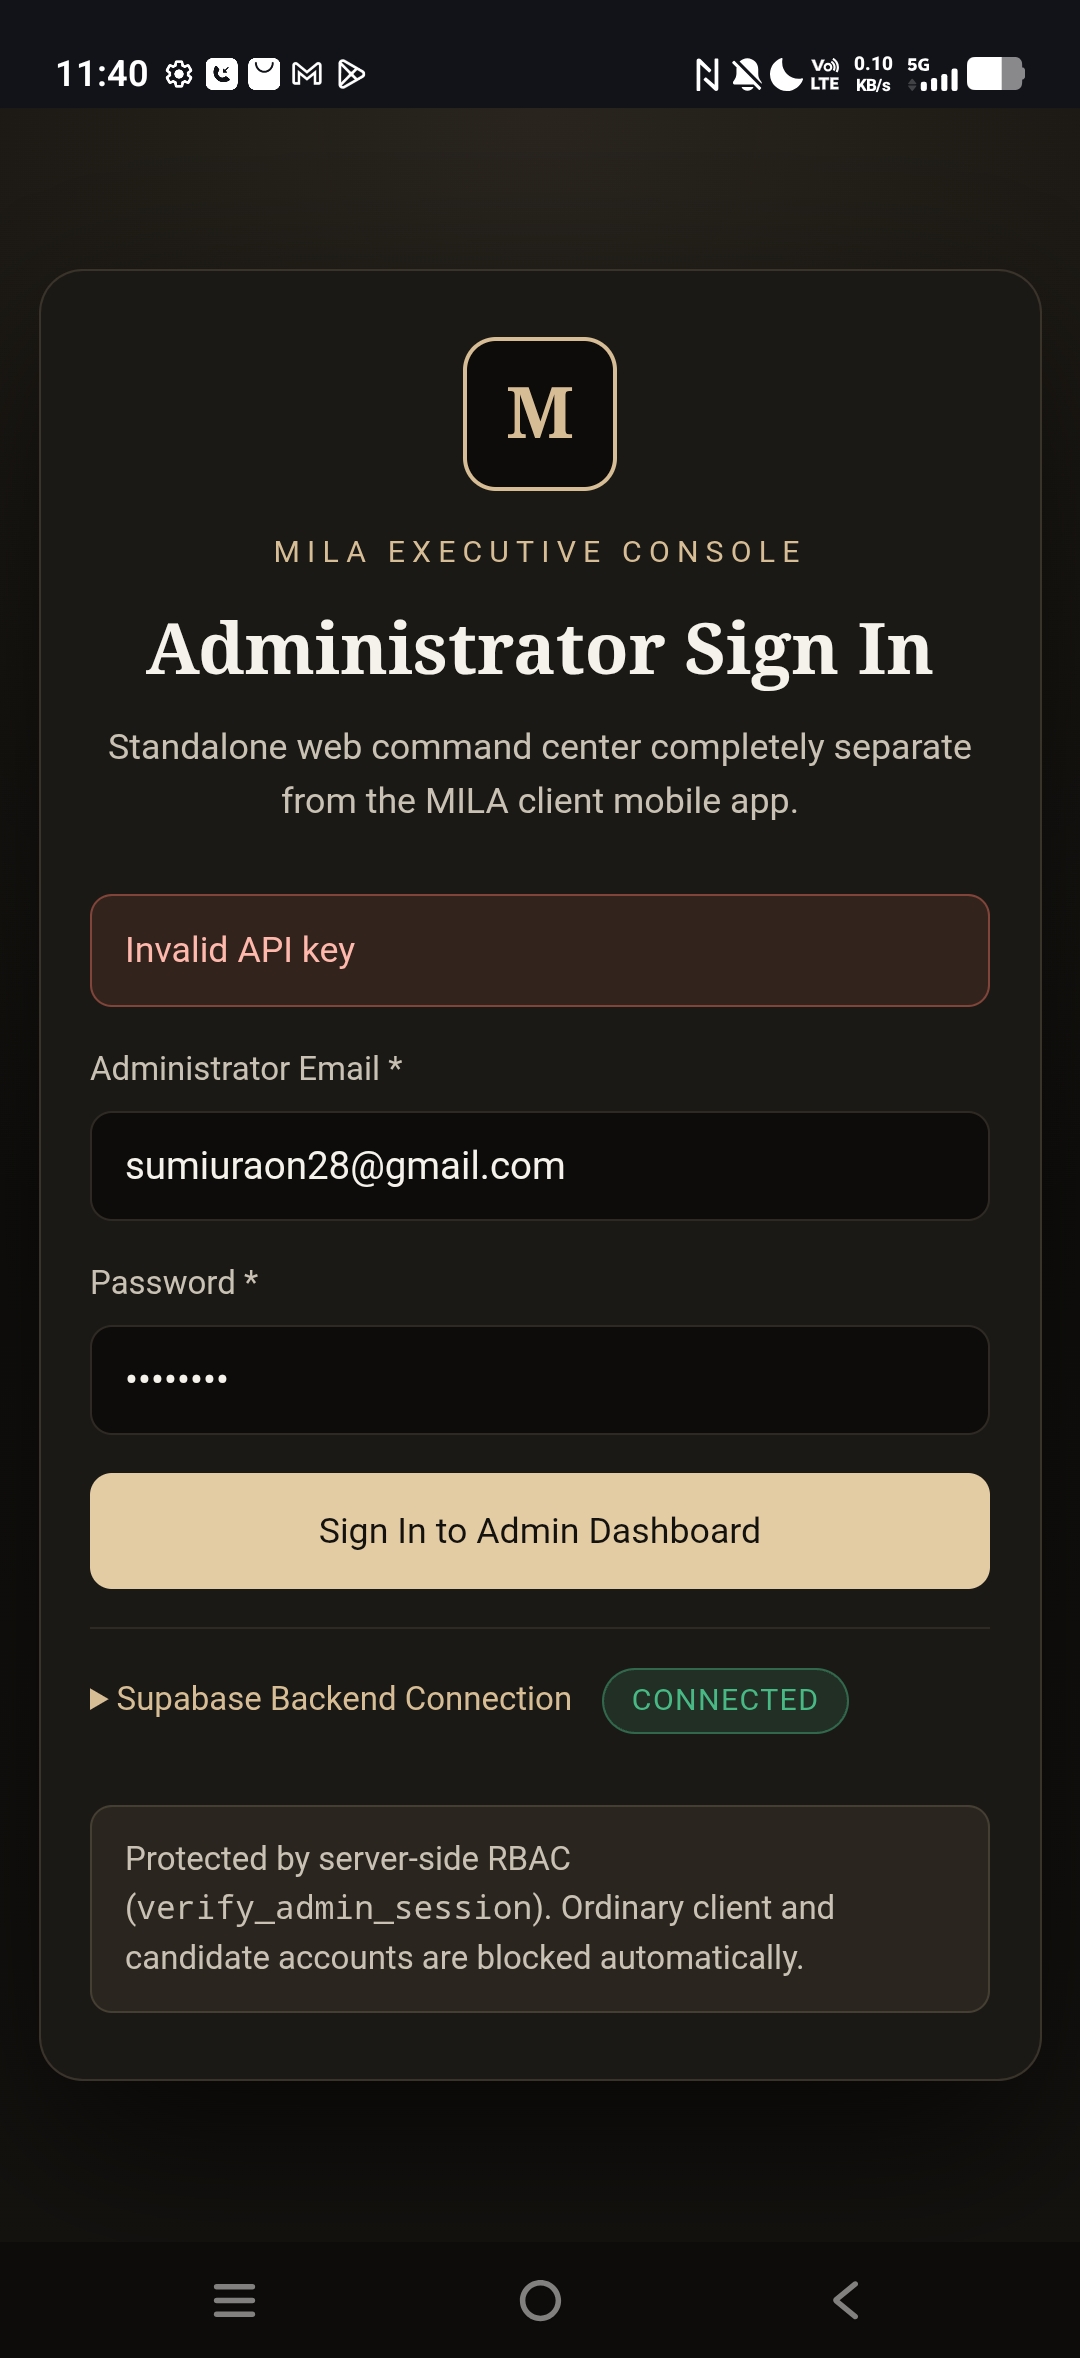 11:40
Vo)) LTE
0.10 KB/s
5G
M
MILA EXECUTIVE CONSOLE
Administrator Sign In
Standalone web command center completely separate
from the MILA client mobile app.
Invalid API key
Administrator Email *
sumiuraon28@gmail.com
Password *
••••••••
Sign In to Admin Dashboard
Supabase Backend Connection
CONNECTED
Protected by server-side RBAC
(verify_admin_session). Ordinary client and
candidate accounts are blocked automatically.